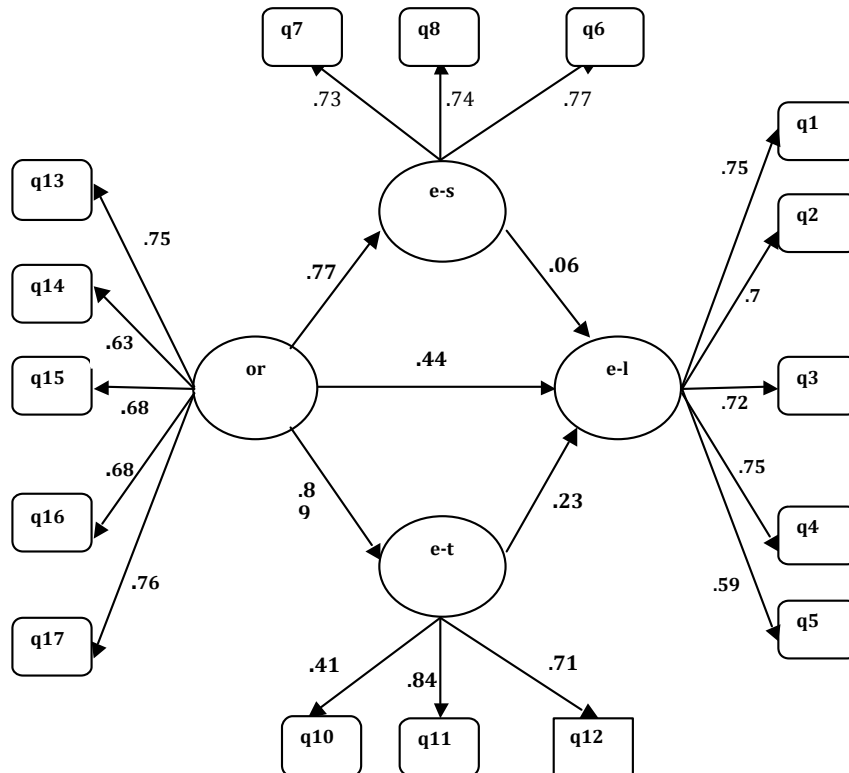 q7
q8
q6
.73
.74
.77
q1
.75
q13
e-s
q2
.75
.77
.06
q14
.7
.63
or
.44
e-l
q15
q3
.68
.72
.68
.75
.8
9
.23
q16
q4
e-t
.76
.59
q17
q5
.41
.84
.71
q10
q11
q12